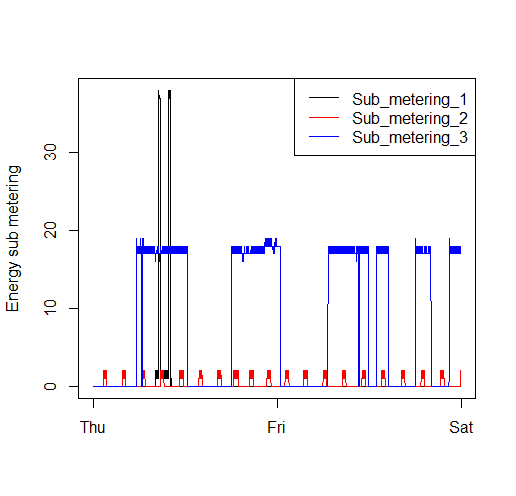 Sub_metering_1
Sub_metering_2
Sub_metering_3
Energy sub metering
30
20
10
0
Thu
Fri
Sat